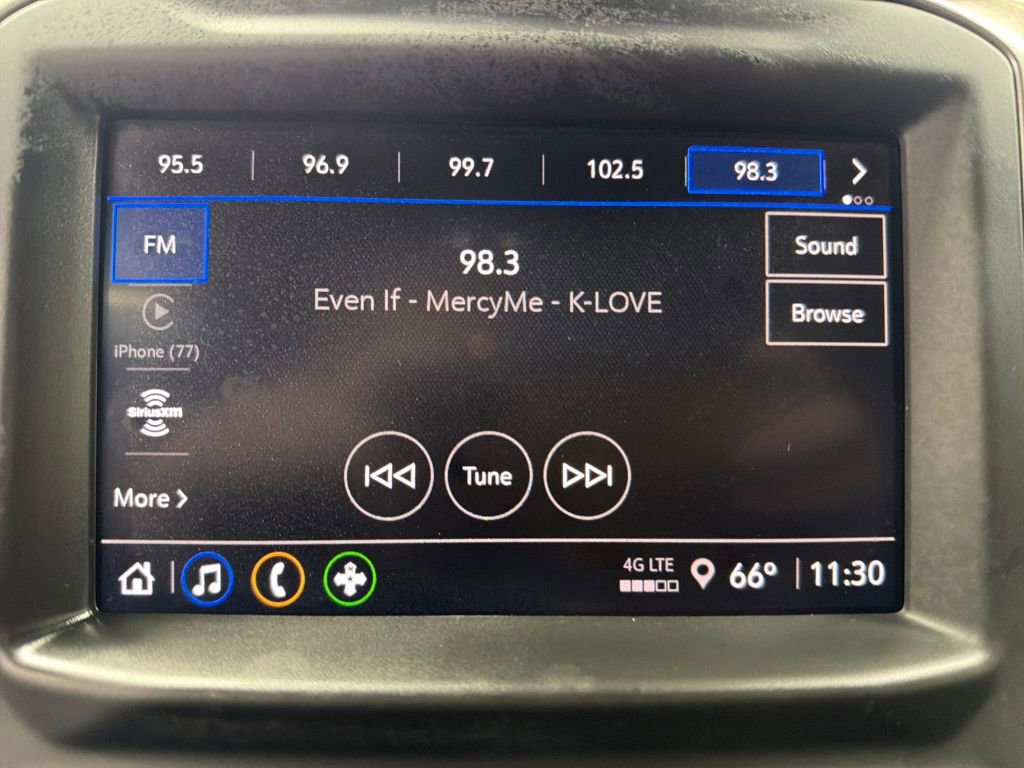 95.5 96.9 99.7 102.5 98.3
FM
98.3
Sound
Even If - MercyMe - K-LOVE
Browse
iPhone (77)
SiriusXM
Tune
More
4G LTE
66° 11:30